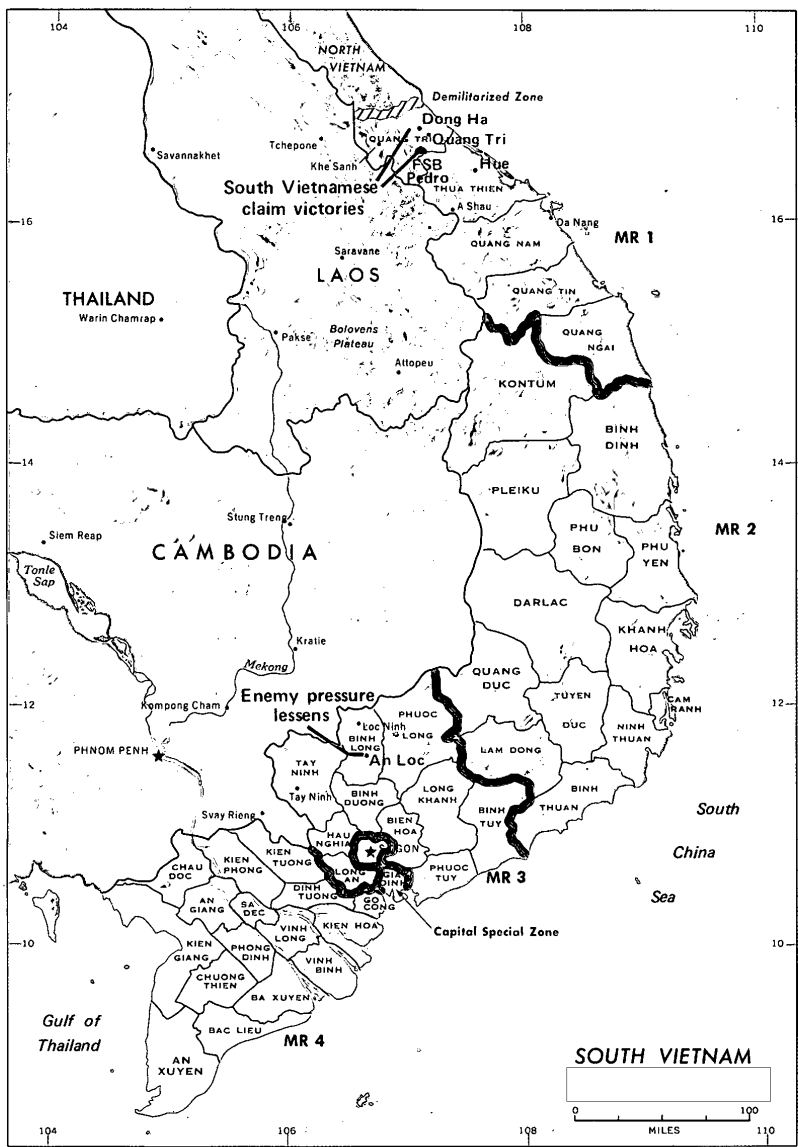 104
106
108
110
NORTH
VIETNAM
Demilitarized Zone
Dong Ha
QUANG TRI
Quang Tri
Tchepone
Savannakhet
Khe Sanh
FSB
Pedro
Hue
THUA THIEN
South Vietnamese
claim victories
A Shau
16
16
Da Nang
MR 1
QUANG NAM
Saravane
LAOS
THAILAND
Warin Chamrap
QUANG TIN
Pakse
Bolovens
Plateau
QUANG
NGAI
Attopeu
KONTUM
BINH
DINH
14
14
PLEIKU
Stung Treng
PHU
BON
MR 2
Siem Reap
CAMBODIA
PHU
YEN
Tonle
Sap
DARLAC
KHANH
HOA
Kratie
Mekong
QUANG
DUC
12
12
Enemy pressure
lessens
Kompong Cham
TUYEN
DUC
CAM
RANH
PHUOC
LONG
Loc Ninh
BINH
LONG
NINH
THUAN
PHNOM PENH
LAM DONG
An Loc
TAY
NINH
Tay Ninh
BINH
DUONG
LONG
KHANH
BINH
THUAN
BINH
TUY
Svay Rieng
BIEN
HOA
South
China
Sea
HAU
NGHIA
GON
KIEN
TUONG
KIEN
PHONG
CHAU
DOC
LONG
AN
GIA
DINH
PHUOC
TUY
MR 3
DINH
TUONG
GO
CONG
AN
GIANG
SA
DEC
KIEN HOA
Capital Special Zone
VINH
LONG
10
10
KIEN
GIANG
PHONG
DINH
VINH
BINH
CHUONG
THIEN
BA XUYEN
Gulf of
Thailand
BAC LIEU
MR 4
AN
XUYEN
SOUTH VIETNAM
0
100
MILES
104
106
108
110